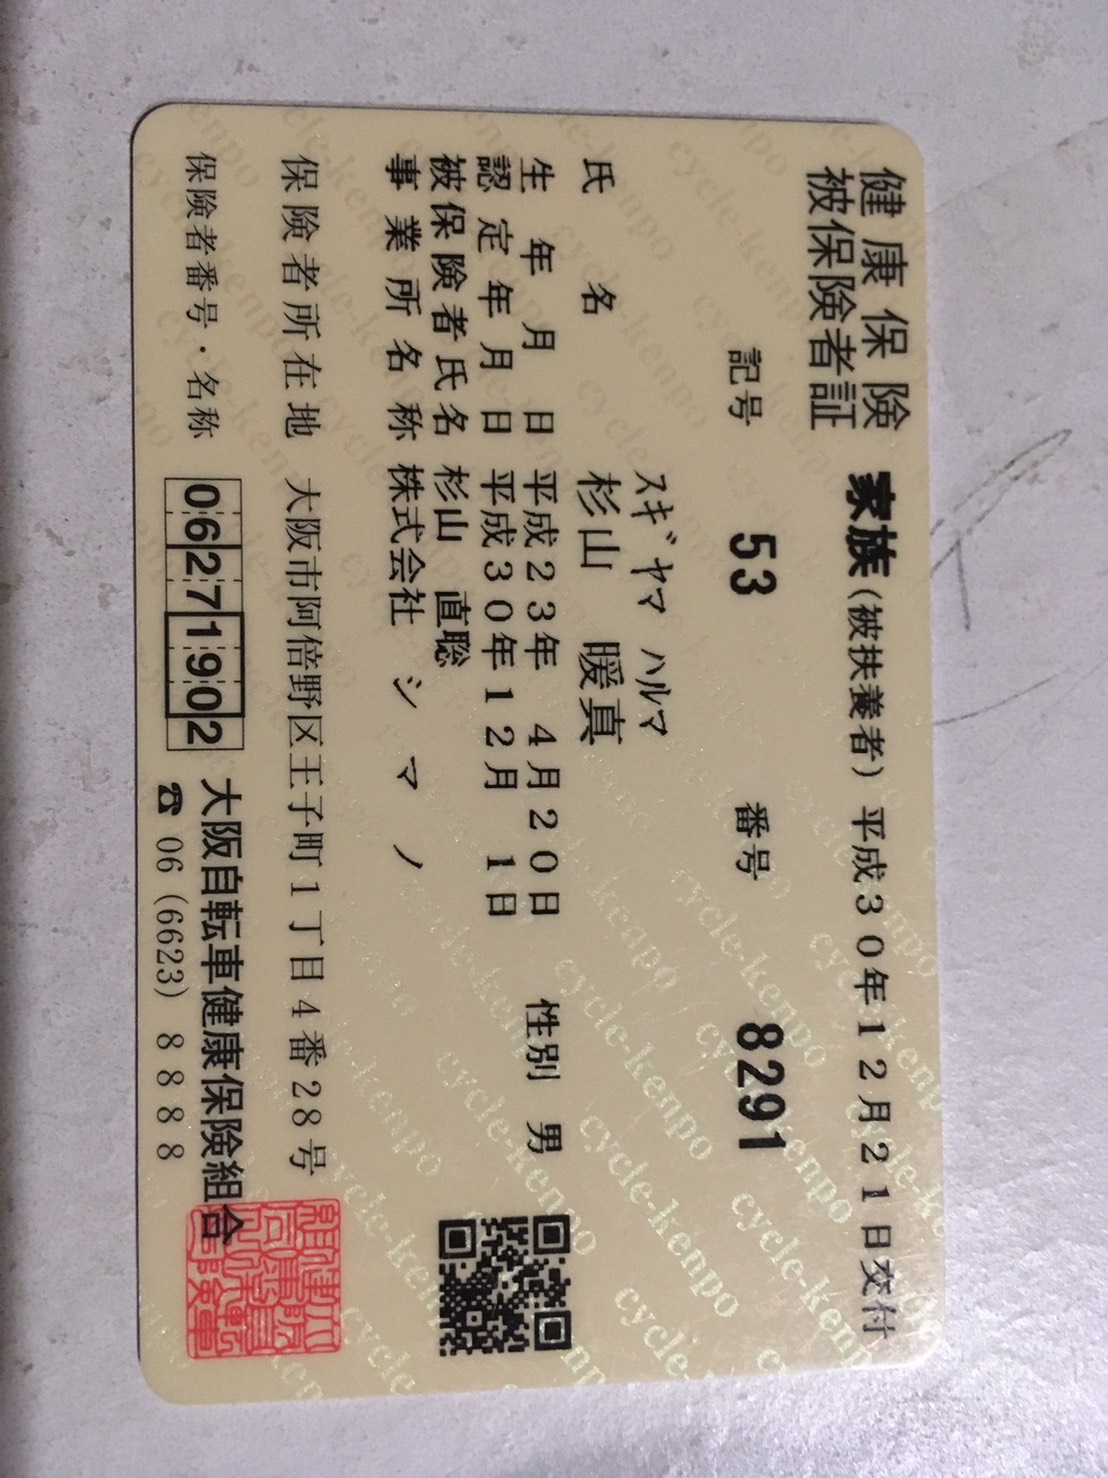 健康保険 家族(被扶養者) 平成30年12月21日交付
被保険者証
記号 53 番号 8291
スギヤマ ハルマ
氏名 杉山 暖真
生年月日 平成23年 4月20日 性別 男
認定年月日 平成30年12月 1日
被保険者氏名 杉山 直聡
事業所名称 株式会社 シマノ
保険者所在地 大阪市阿倍野区王子町1丁目4番28号
保険者番号・名称 06271902 大阪自転車健康保険組合
☎ 06 (6623) 8888
cycle-kenpo